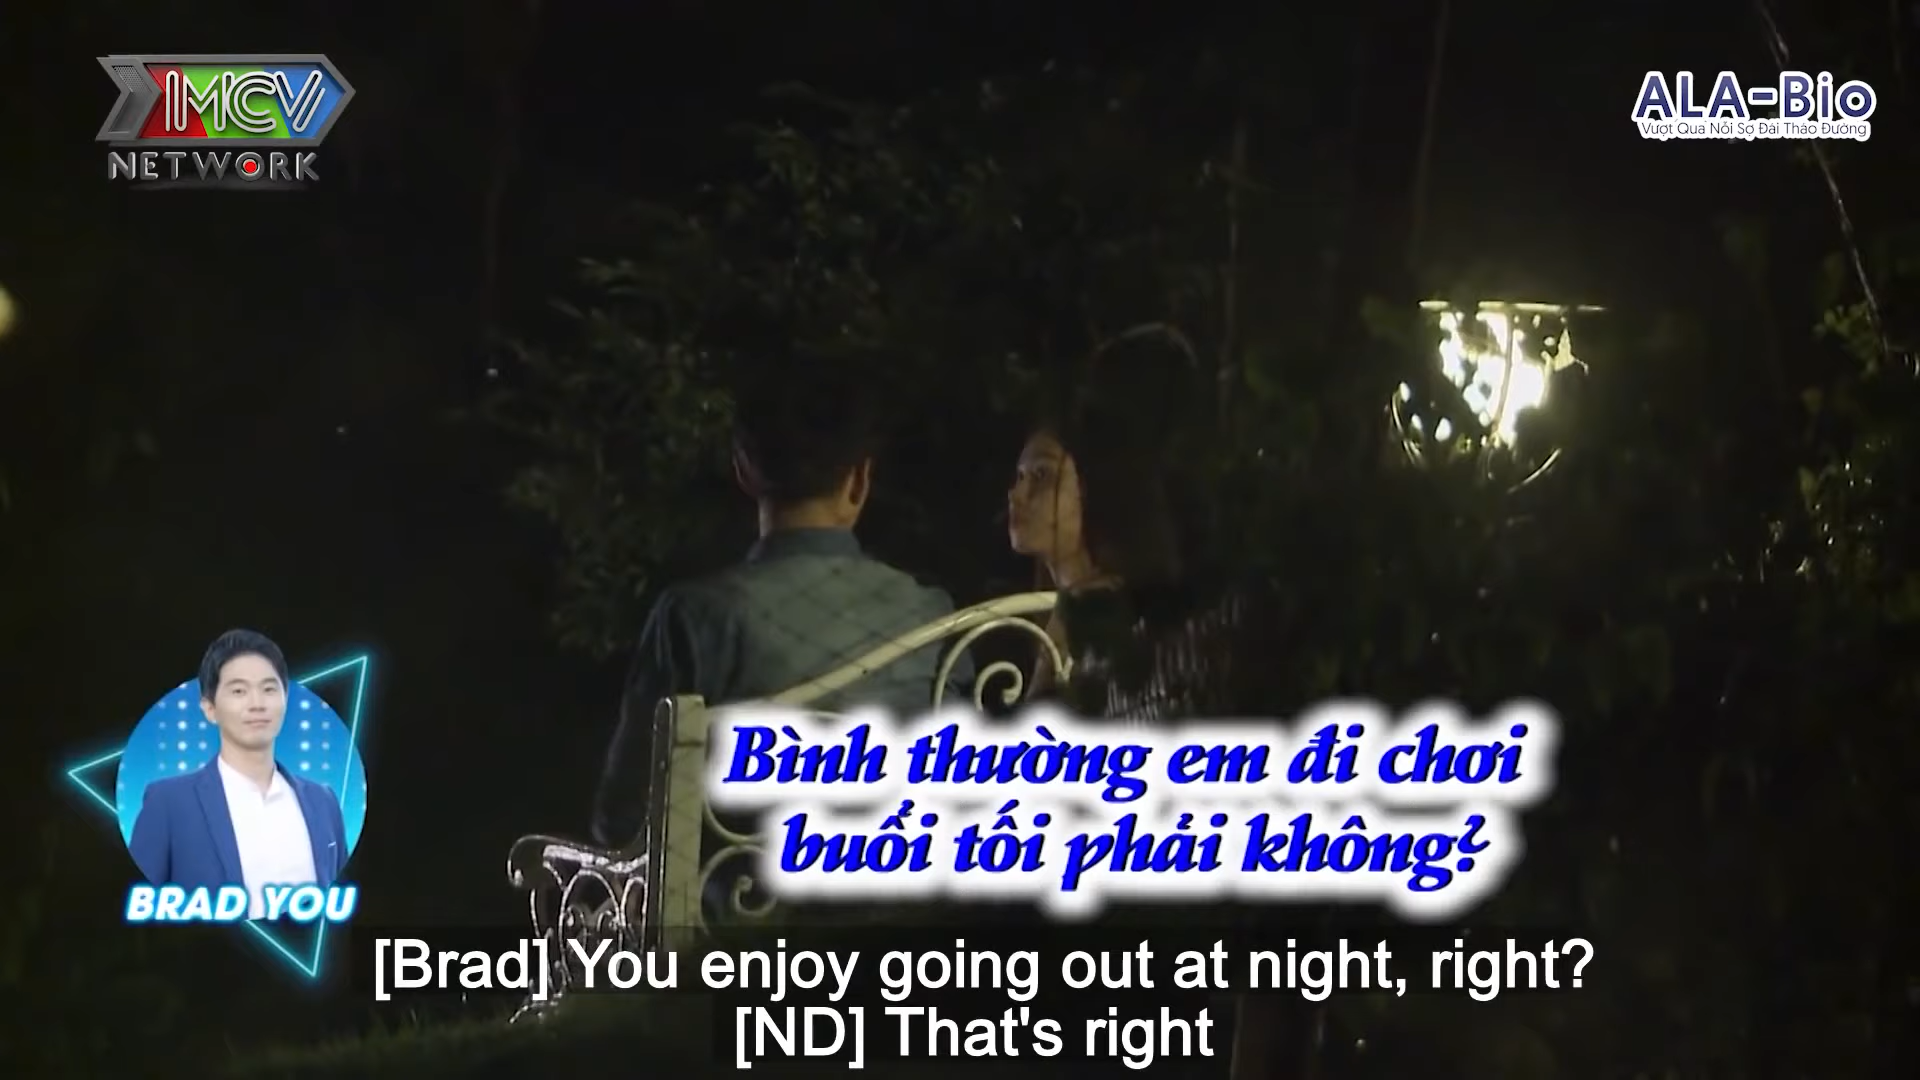 MCV
NETWORK
ALA-Bio
Vượt Qua Nỗi Sợ Đái Tháo Đường
Bình thường em đi chơi
buổi tối phải không?
BRAD YOU
[Brad] You enjoy going out at night, right?
[ND] That's right